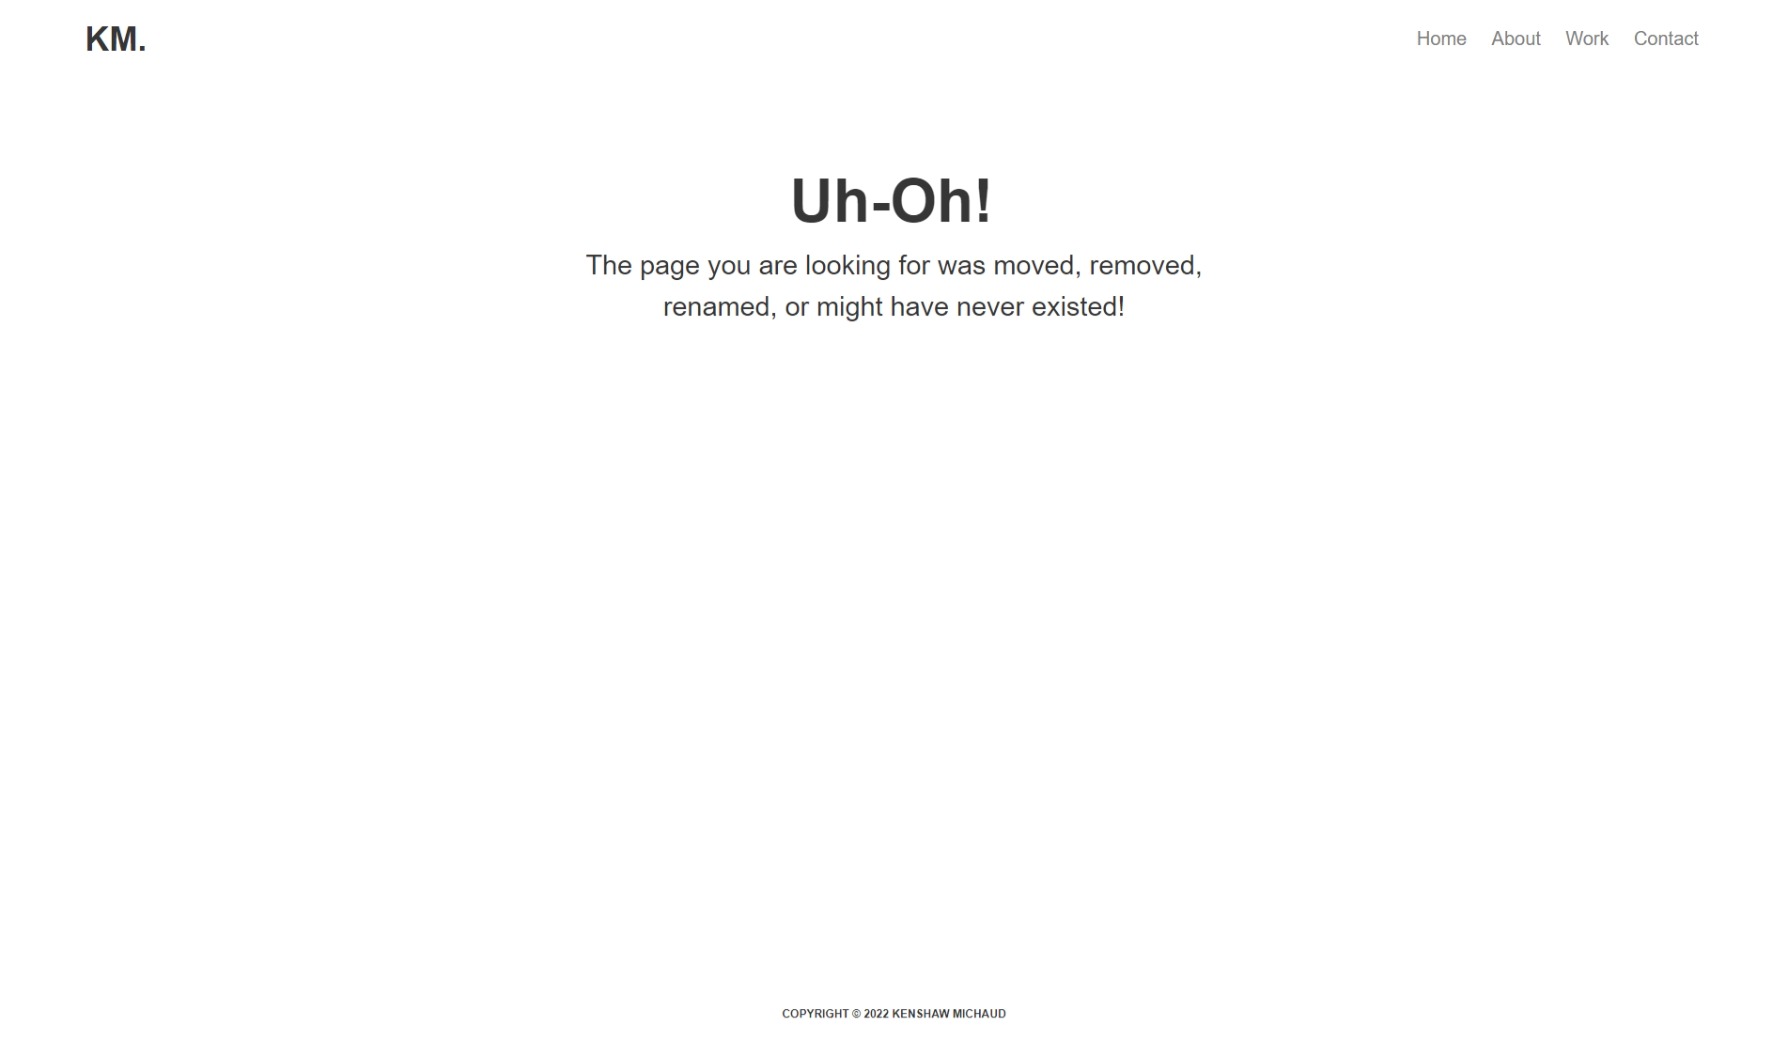 KM.
Home About Work Contact
Uh-Oh!
The page you are looking for was moved, removed,
renamed, or might have never existed!
COPYRIGHT © 2022 KENSHAW MICHAUD